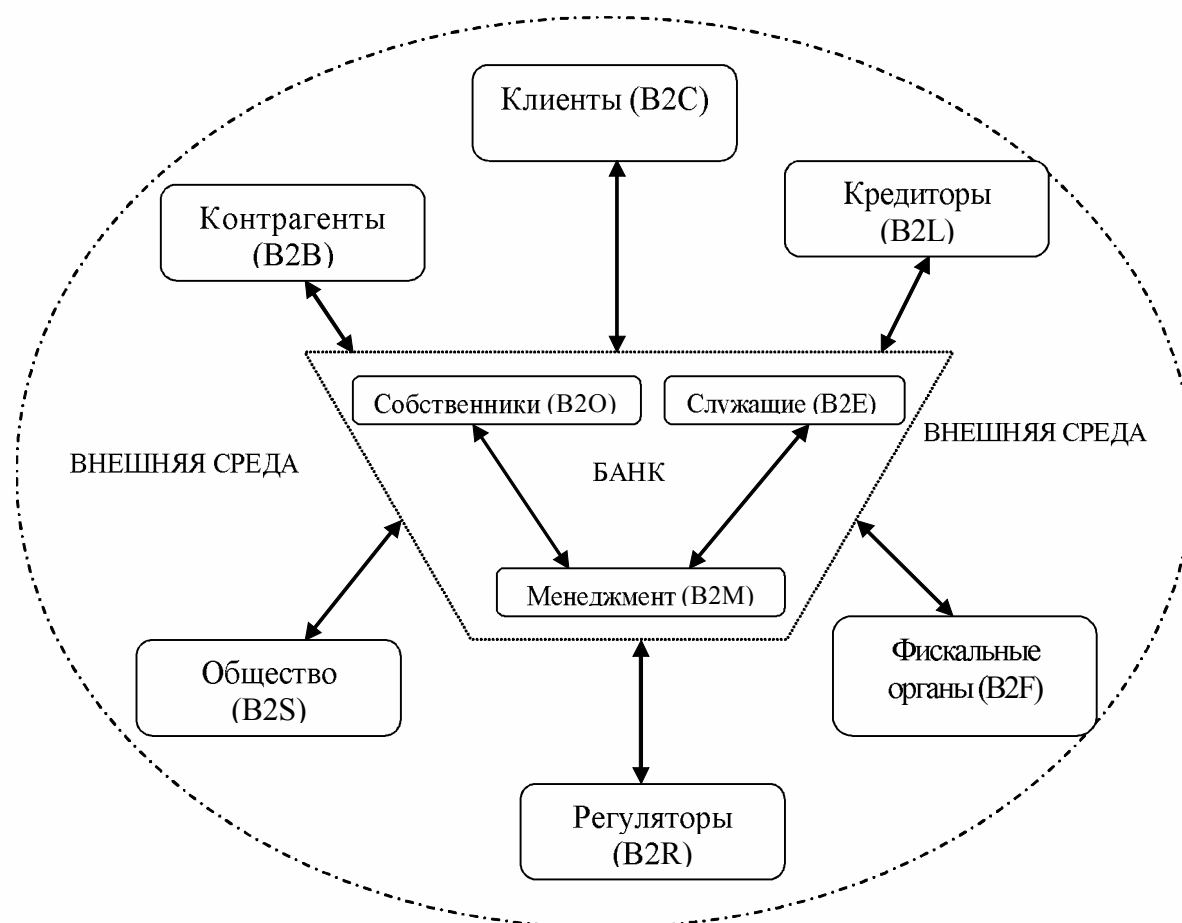 Клиенты (B2C)
Контрагенты
(B2B)
Кредиторы
(B2L)
Собственники (B2O)
Служащие (B2E)
ВНЕШНЯЯ СРЕДА
БАНК
ВНЕШНЯЯ СРЕДА
Менеджмент (B2M)
Общество
(B2S)
Фискальные
органы (B2F)
Регуляторы
(B2R)